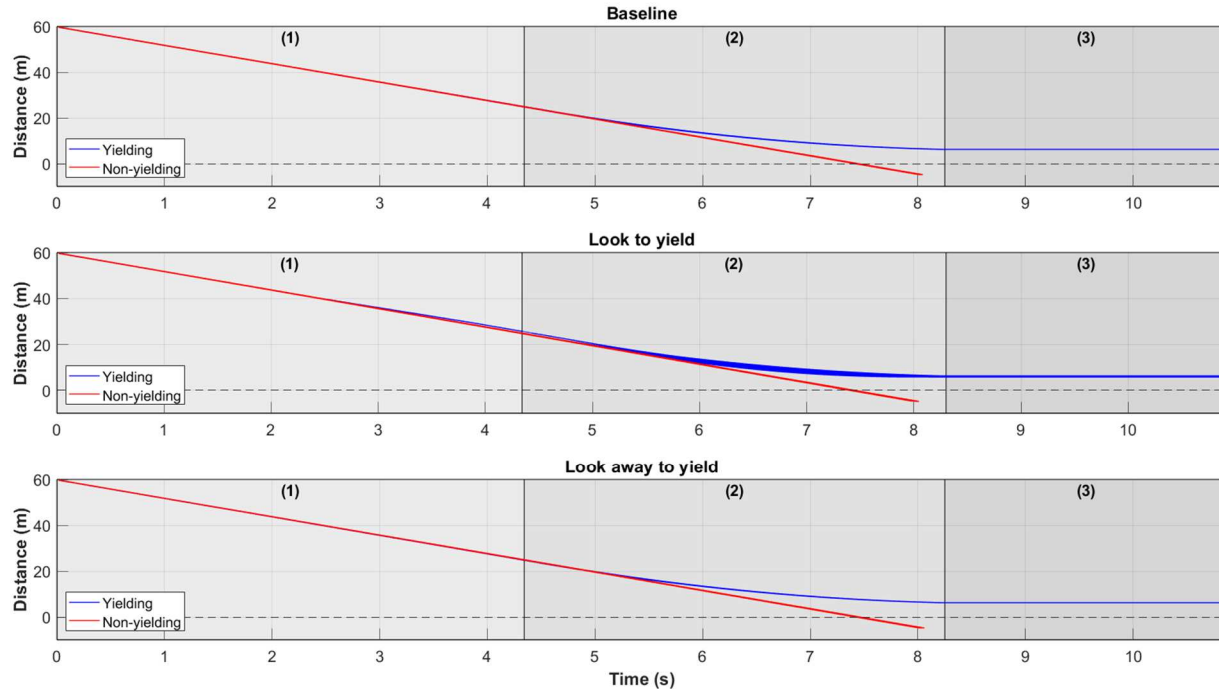 Baseline
Distance (m)
60
40
20
0
(1)
(2)
(3)
Yielding
Non-yielding
0 1 2 3 4 5 6 7 8 9 10
Look to yield
Distance (m)
60
40
20
0
(1)
(2)
(3)
Yielding
Non-yielding
0 1 2 3 4 5 6 7 8 9 10
Look away to yield
Distance (m)
60
40
20
0
(1)
(2)
(3)
Yielding
Non-yielding
0 1 2 3 4 5 6 7 8 9 10
Time (s)